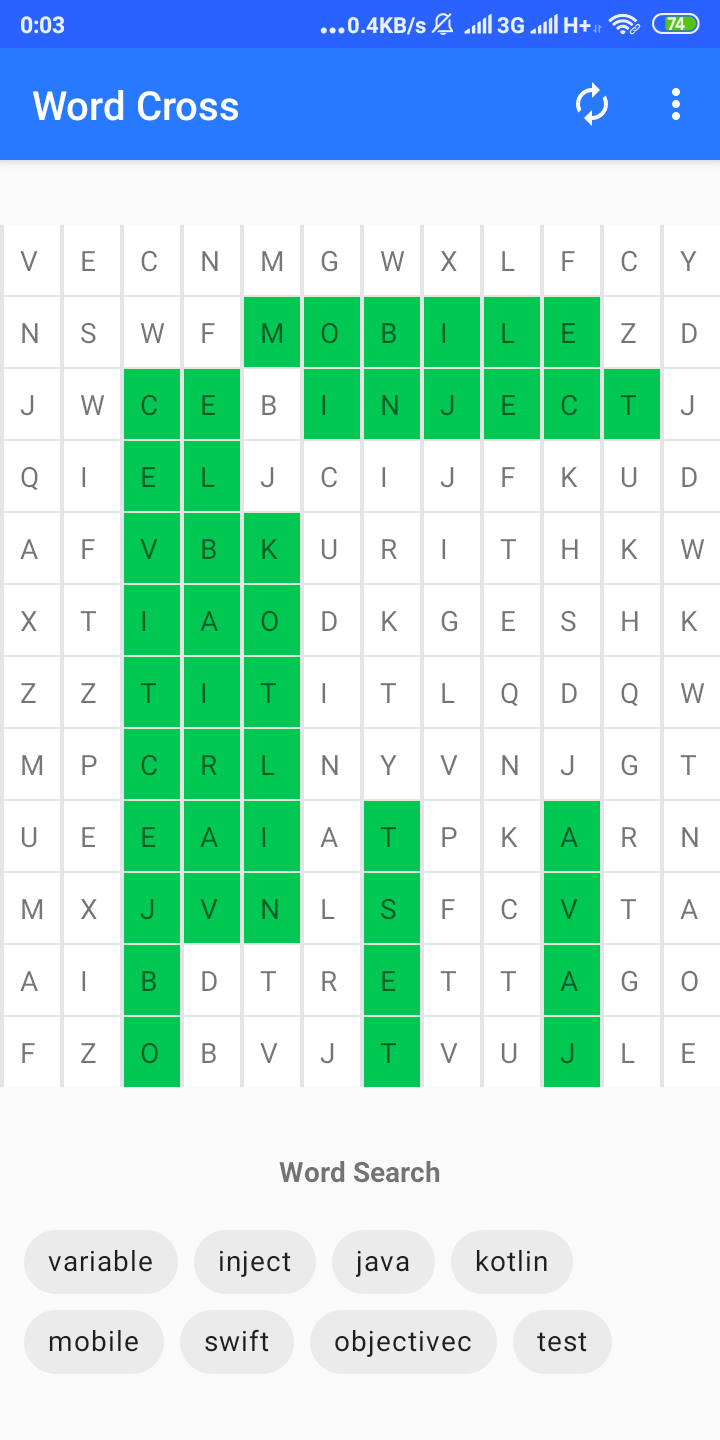 0:03 ...0.4KB/s 3G H+ 74
Word Cross
V E C N M G W X L F C Y
N S W F M O B I L E Z D
J W C E B I N J E C T J
Q I E L J C I J F K U D
A F V B K U R I T H K W
X T I A O D K G E S H K
Z Z T I T I T L Q D Q W
M P C R L N Y V N J G T
U E E A I A T P K A R N
M X J V N L S F C V T A
A I B D T R E T T A G O
F Z O B V J T V U J L E
Word Search
variable inject java kotlin
mobile swift objectivec test